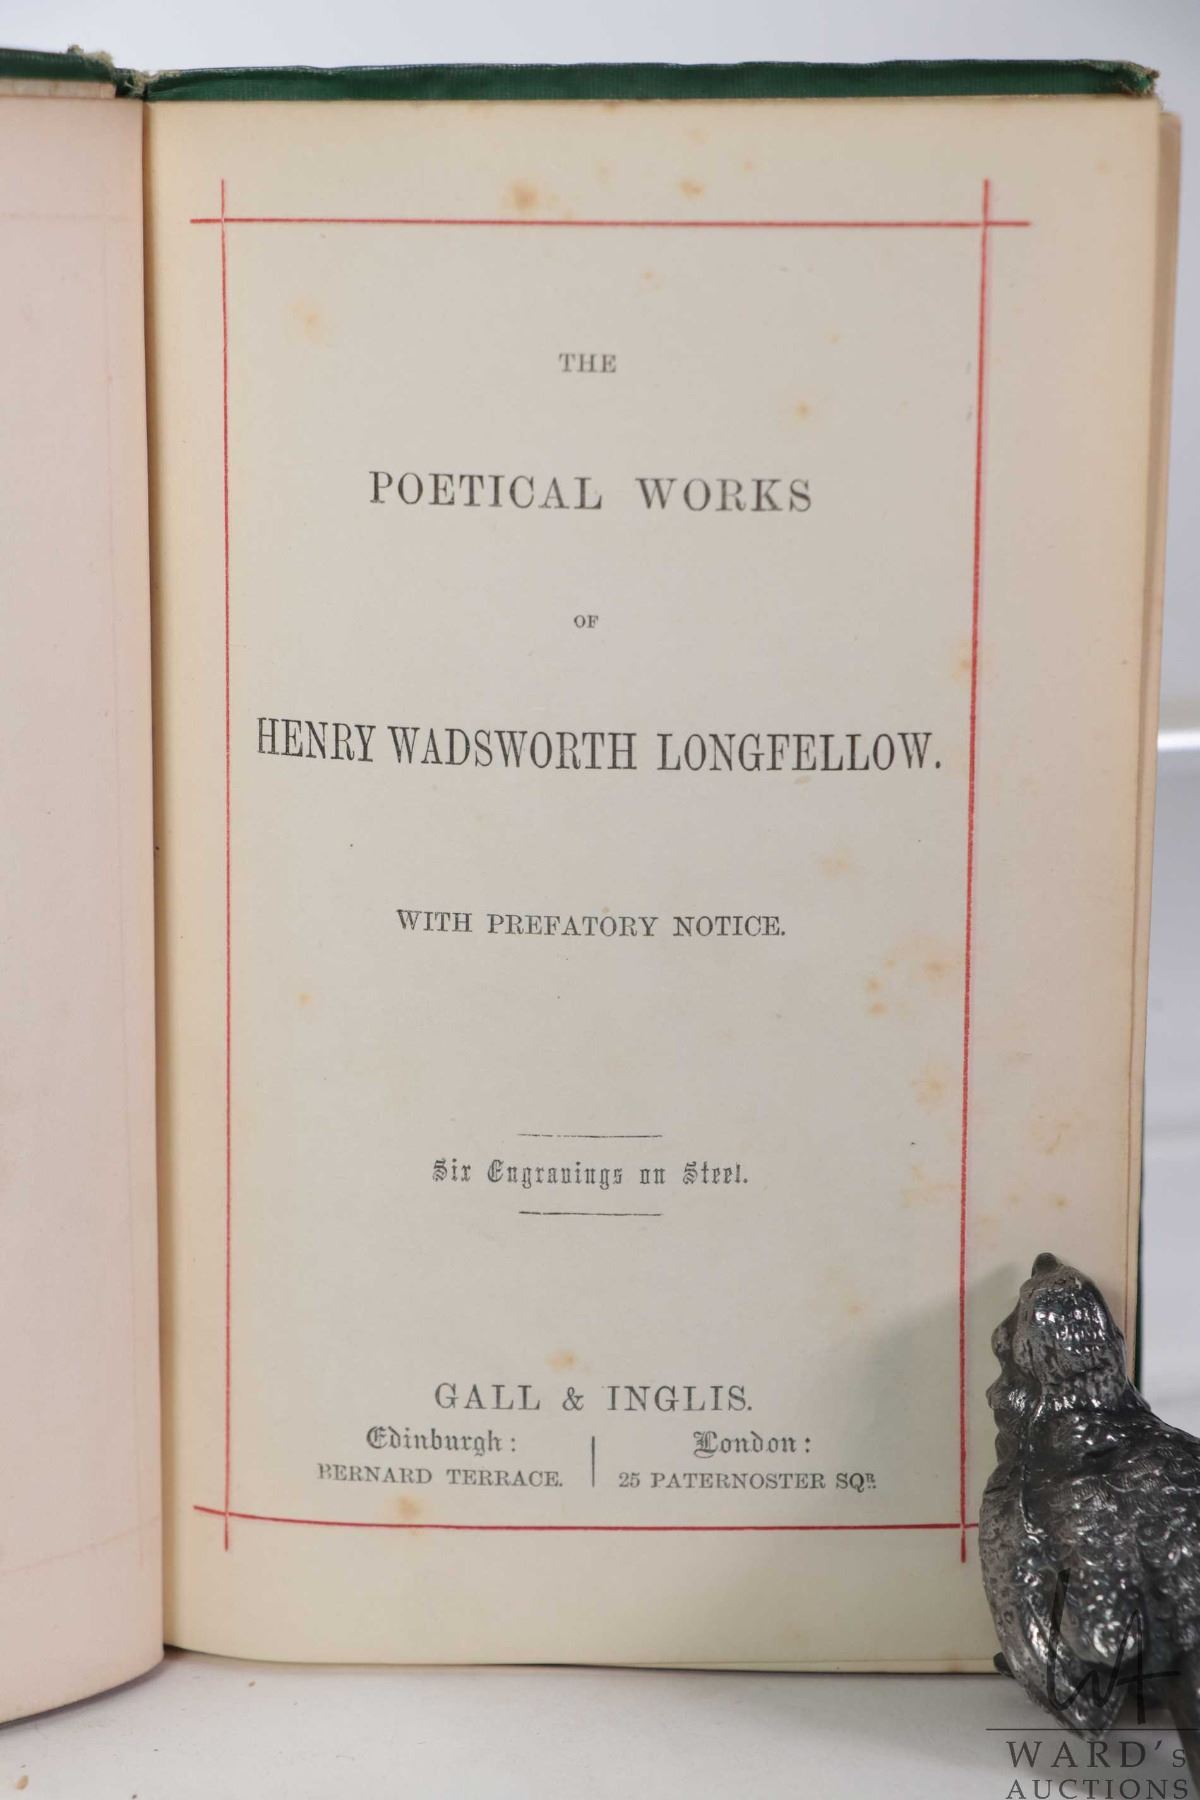 THE
POETICAL WORKS
OF
HENRY WADSWORTH LONGFELLOW.
WITH PREFATORY NOTICE.
Six Engravings on Steel.
GALL & INGLIS.
Edinburgh:
BERNARD TERRACE.
London:
25 PATERNOSTER SQR.
WA
WARD's
AUCTIONS